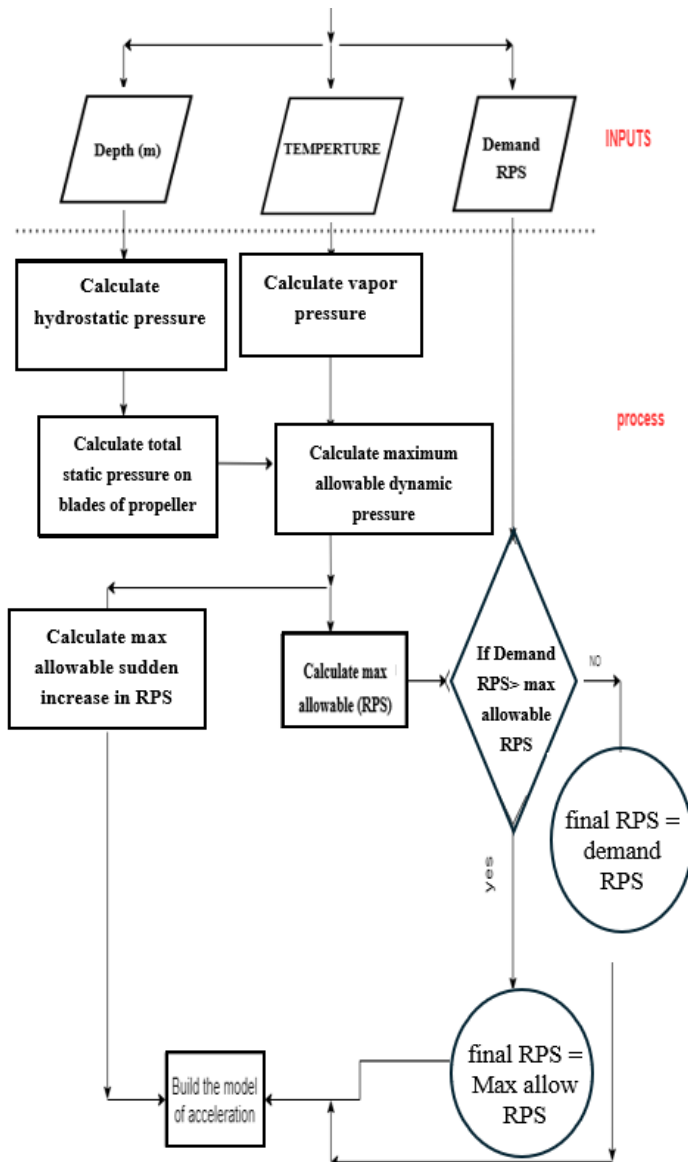 Depth (m)
TEMPERTURE
Demand
RPS
INPUTS
Calculate
hydrostatic pressure
Calculate vapor
pressure
process
Calculate total
static pressure on
blades of propeller
Calculate maximum
allowable dynamic
pressure
Calculate max
allowable sudden
increase in RPS
Calculate max
allowable (RPS)
If Demand
RPS> max
allowable
RPS
NO
final RPS =
demand
RPS
yes
final RPS =
Max allow
RPS
Build the model
of acceleration